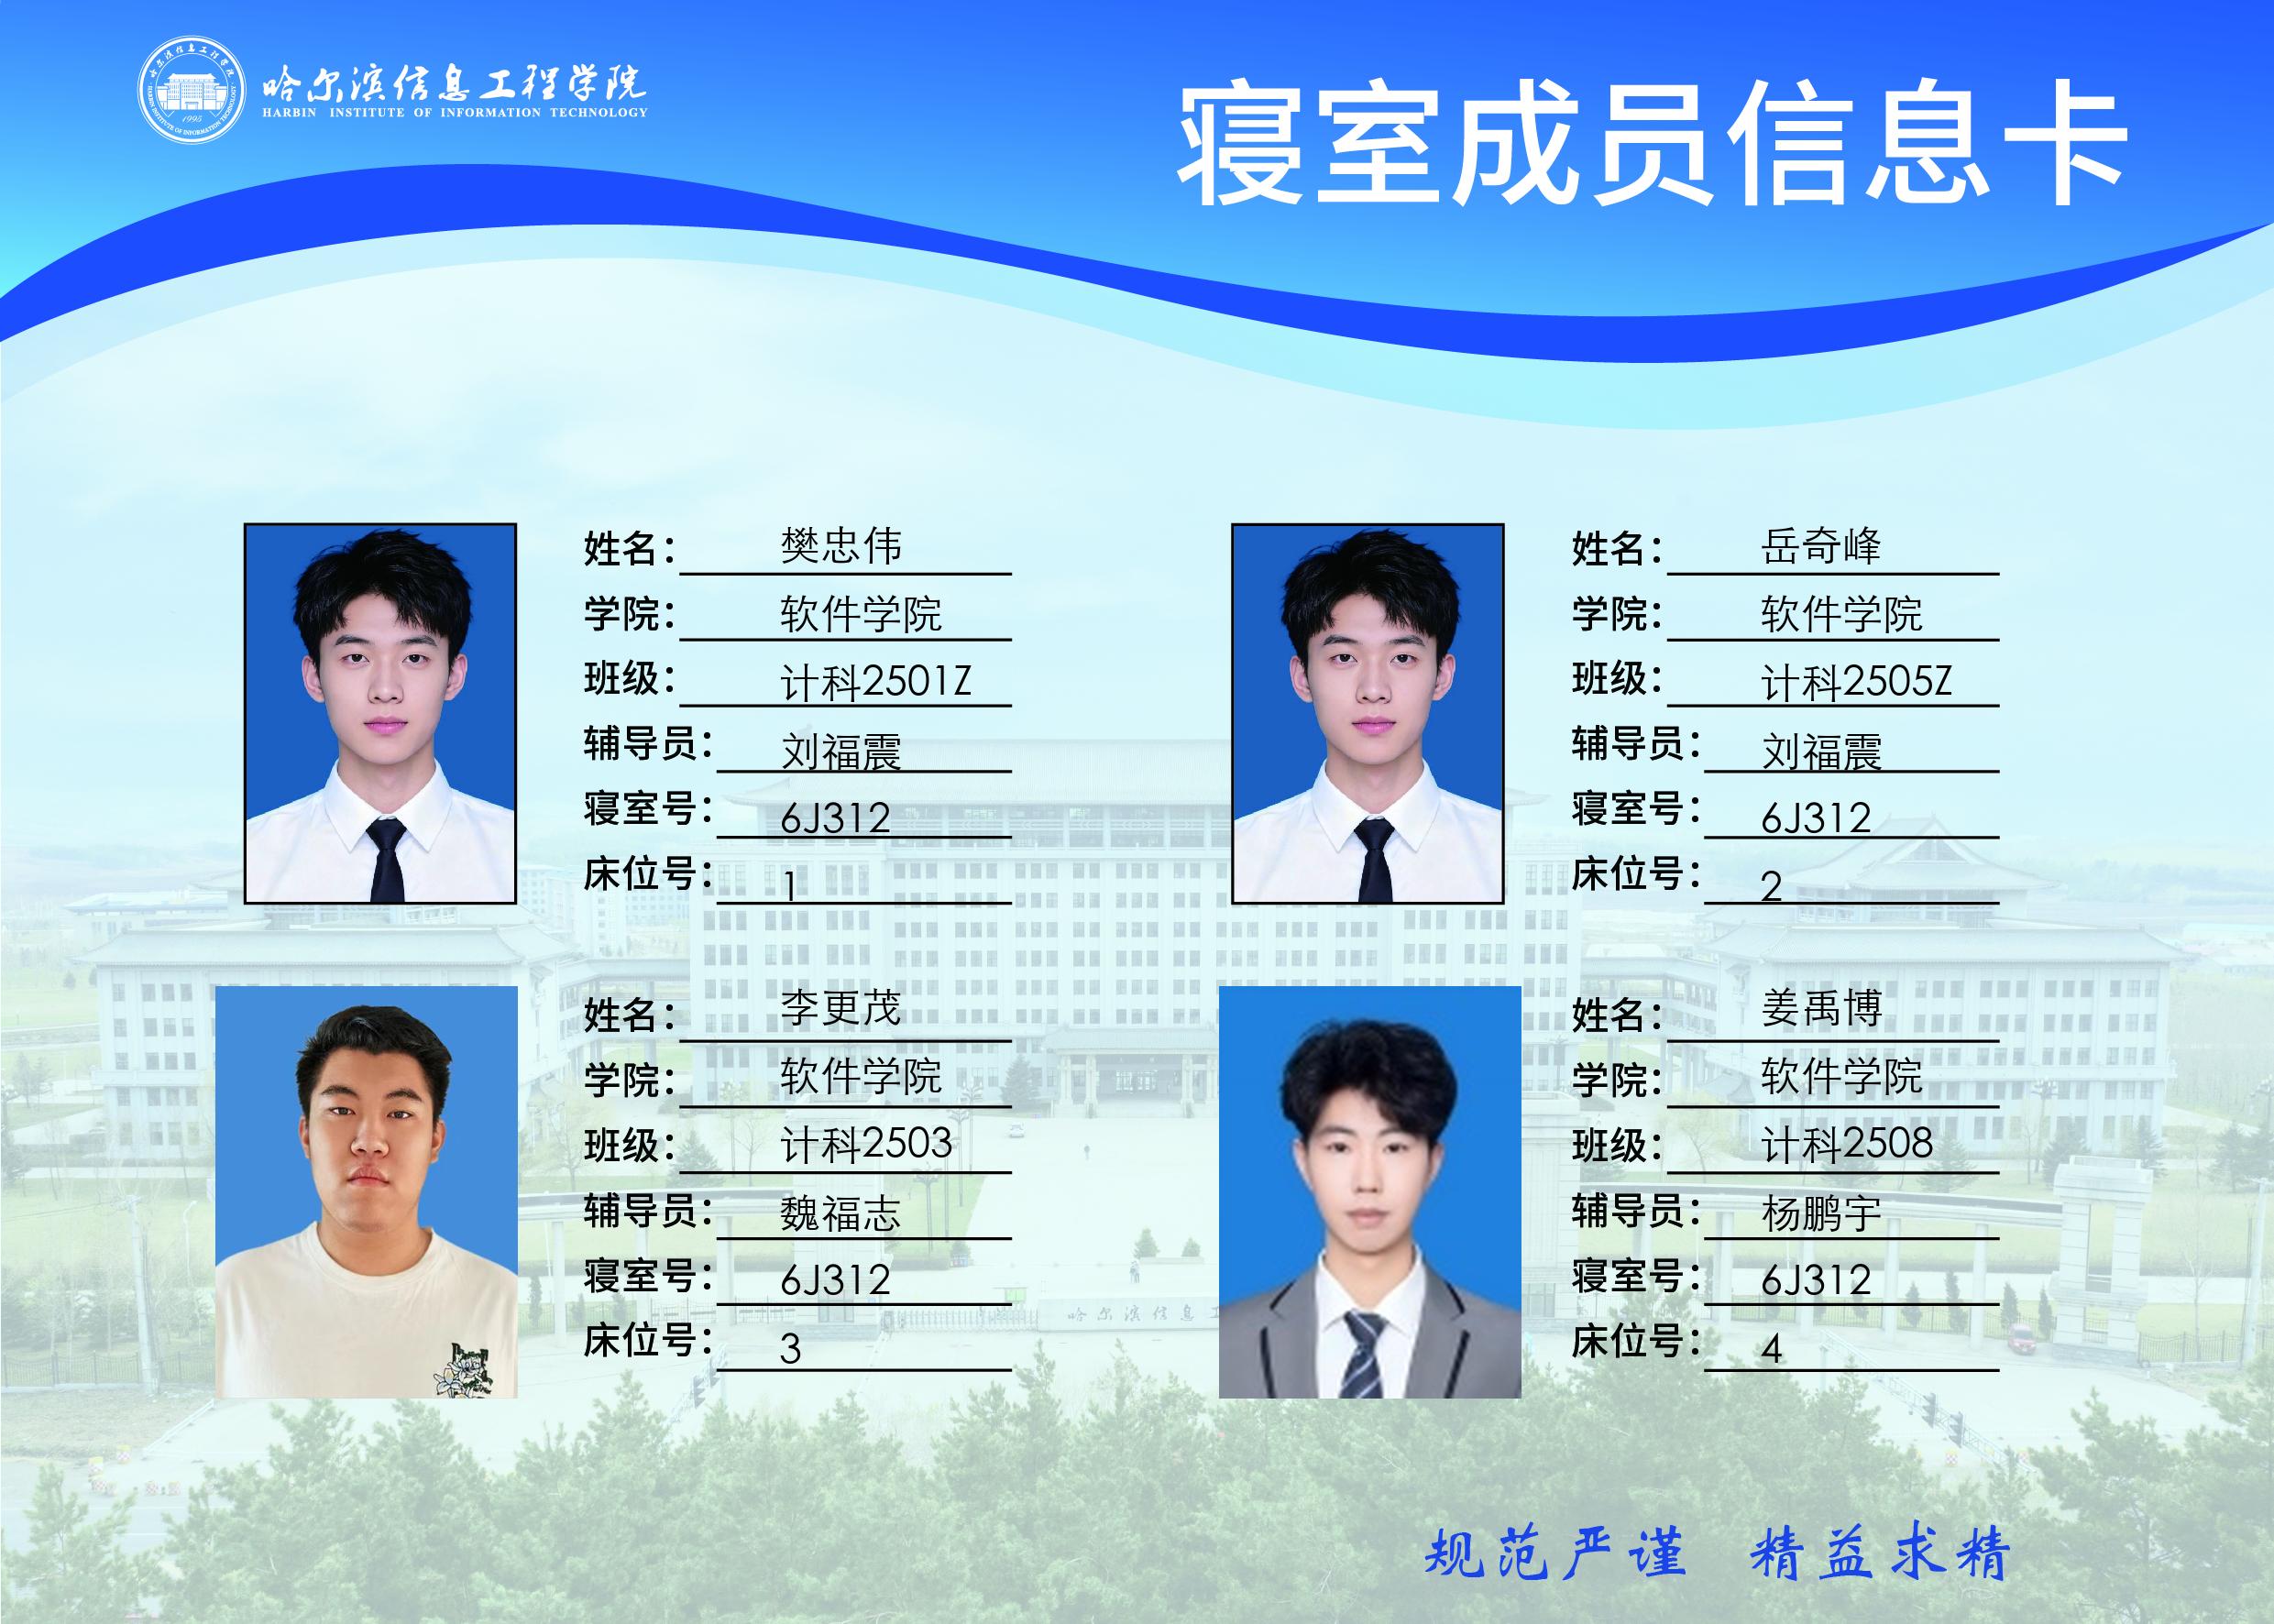 哈尔滨信息工程学院
HARBIN INSTITUTE OF INFORMATION TECHNOLOGY
1995
寝室成员信息卡
姓名： 樊忠伟
学院： 软件学院
班级： 计科2501Z
辅导员： 刘福震
寝室号： 6J312
床位号： 1
姓名： 岳奇峰
学院： 软件学院
班级： 计科2505Z
辅导员： 刘福震
寝室号： 6J312
床位号： 2
姓名： 李更茂
学院： 软件学院
班级： 计科2503
辅导员： 魏福志
寝室号： 6J312
床位号： 3
姓名： 姜禹博
学院： 软件学院
班级： 计科2508
辅导员： 杨鹏宇
寝室号： 6J312
床位号： 4
哈尔滨信息工
规范严谨 精益求精